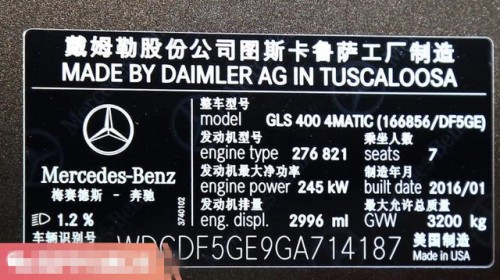 戴姆勒股份公司图斯卡鲁萨工厂制造
MADE BY DAIMLER AG IN TUSCALOOSA
整车型号
model GLS 400 4MATIC (166856/DF5GE)
发动机型号 乘坐人数
engine type 276 821 seats 7
发动机最大净功率 制造年月
engine power 245 kW built date 2016/01
发动机排量 最大允许总质量
eng. displ. 2996 ml GVW 3200 kg
Mercedes-Benz
梅赛德斯 - 奔驰
1.2 %
3740102
车辆识别号 WDCDF5GE9GA714187 美国制造